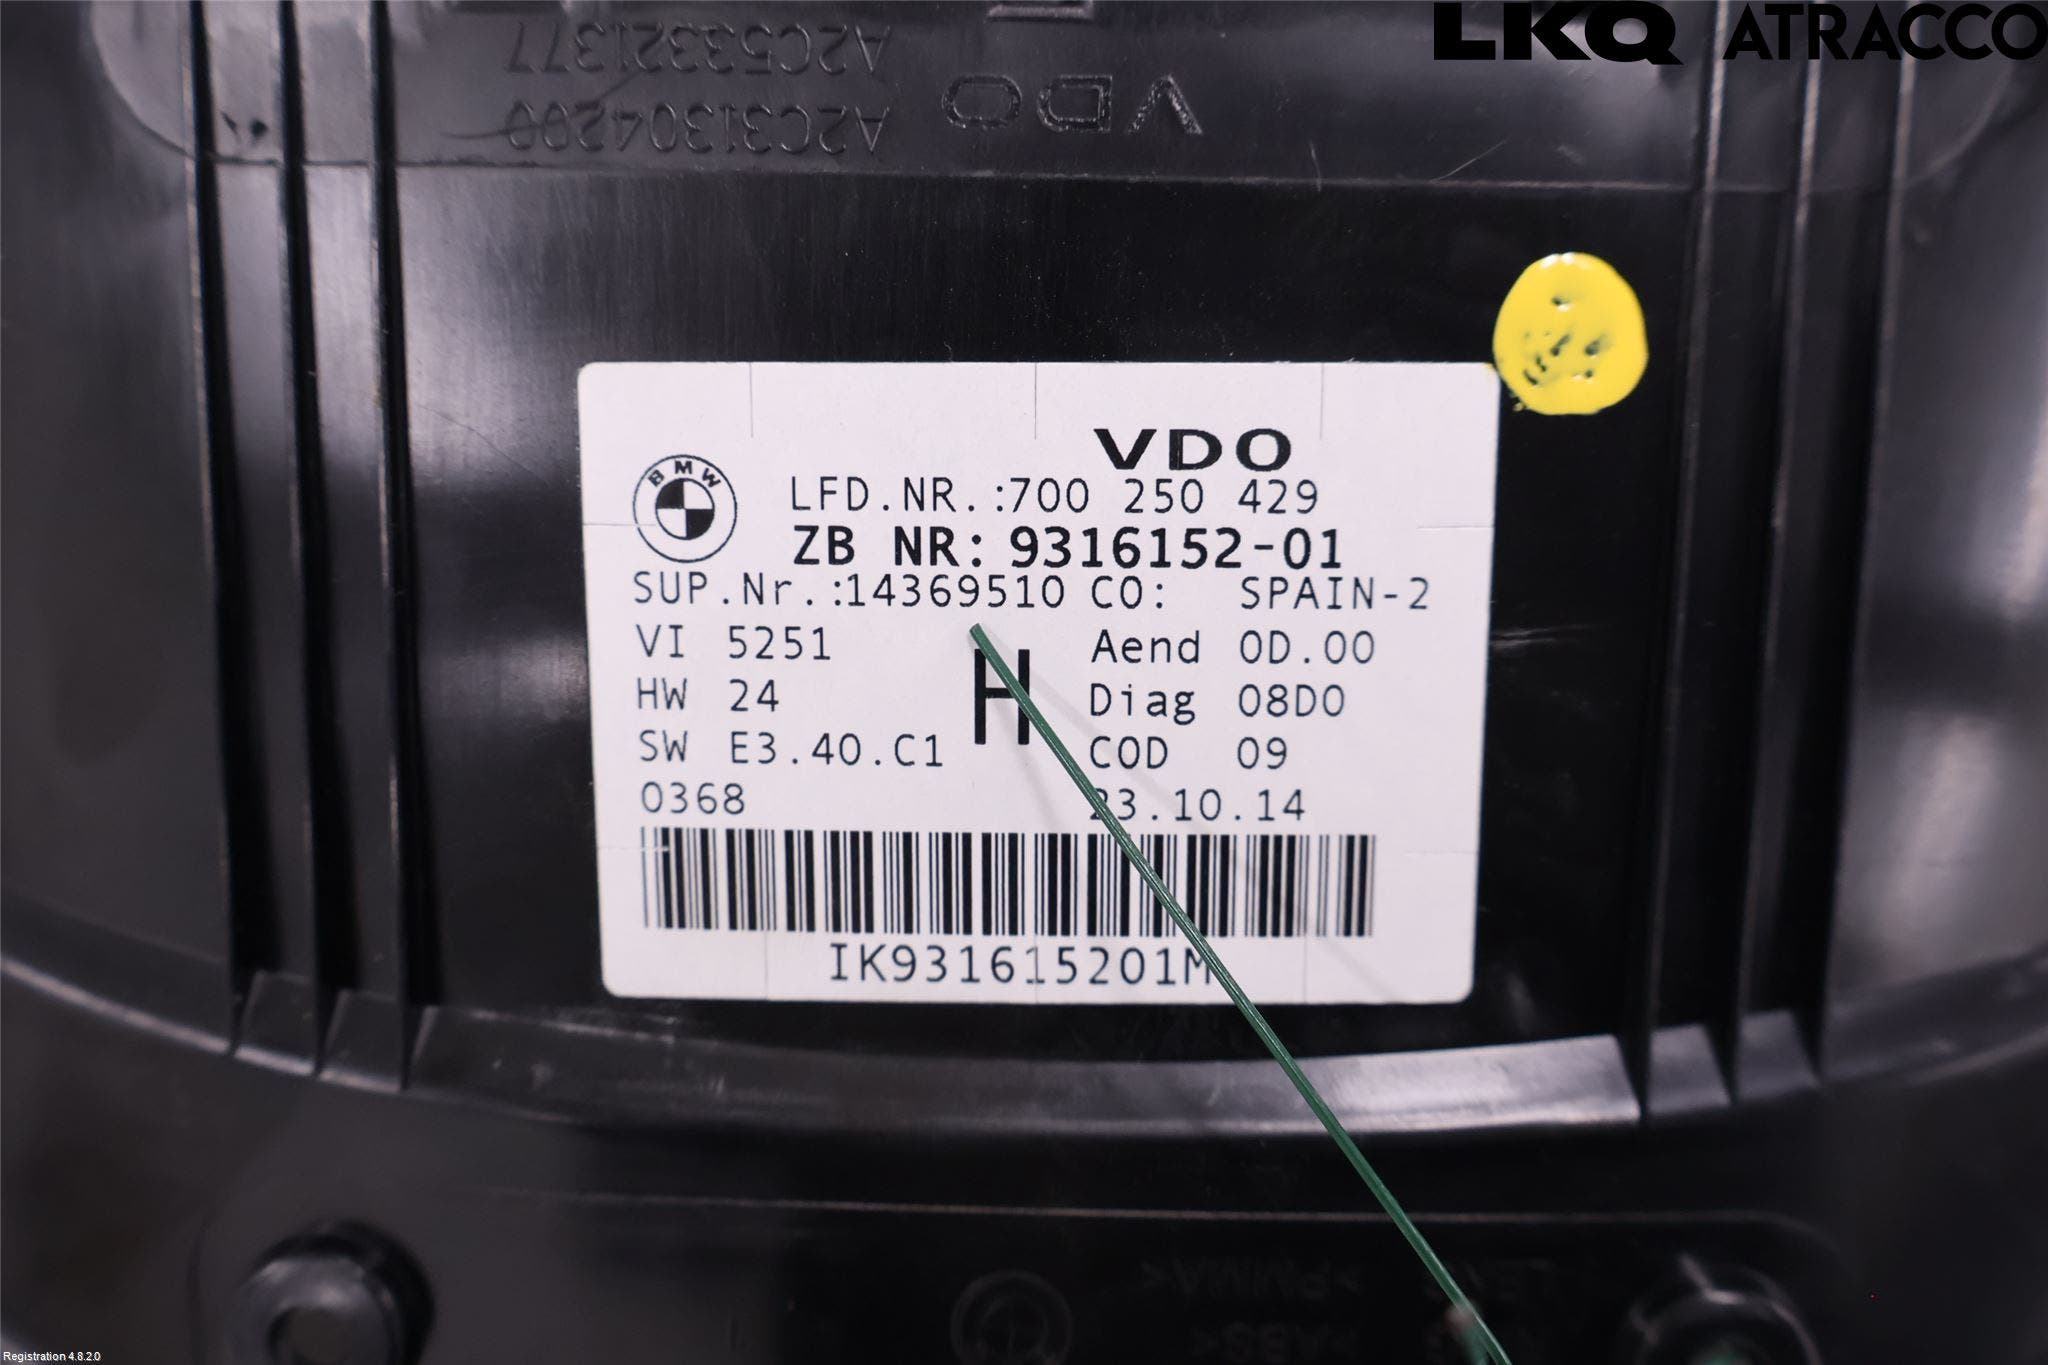 LKQ ATRACCO
A2C53321377
A2C31304200
VDO
VDO
BMW
LFD.NR.:700 250 429
ZB NR: 9316152-01
SUP.Nr.:14369510 CO: SPAIN-2
VI 5251 Aend 0D.00
HW 24 H Diag 08D0
SW E3.40.C1 COD 09
0368 23.10.14
IK931615201M
>PMMA<
>ABS<
Registration 4.8.2.0